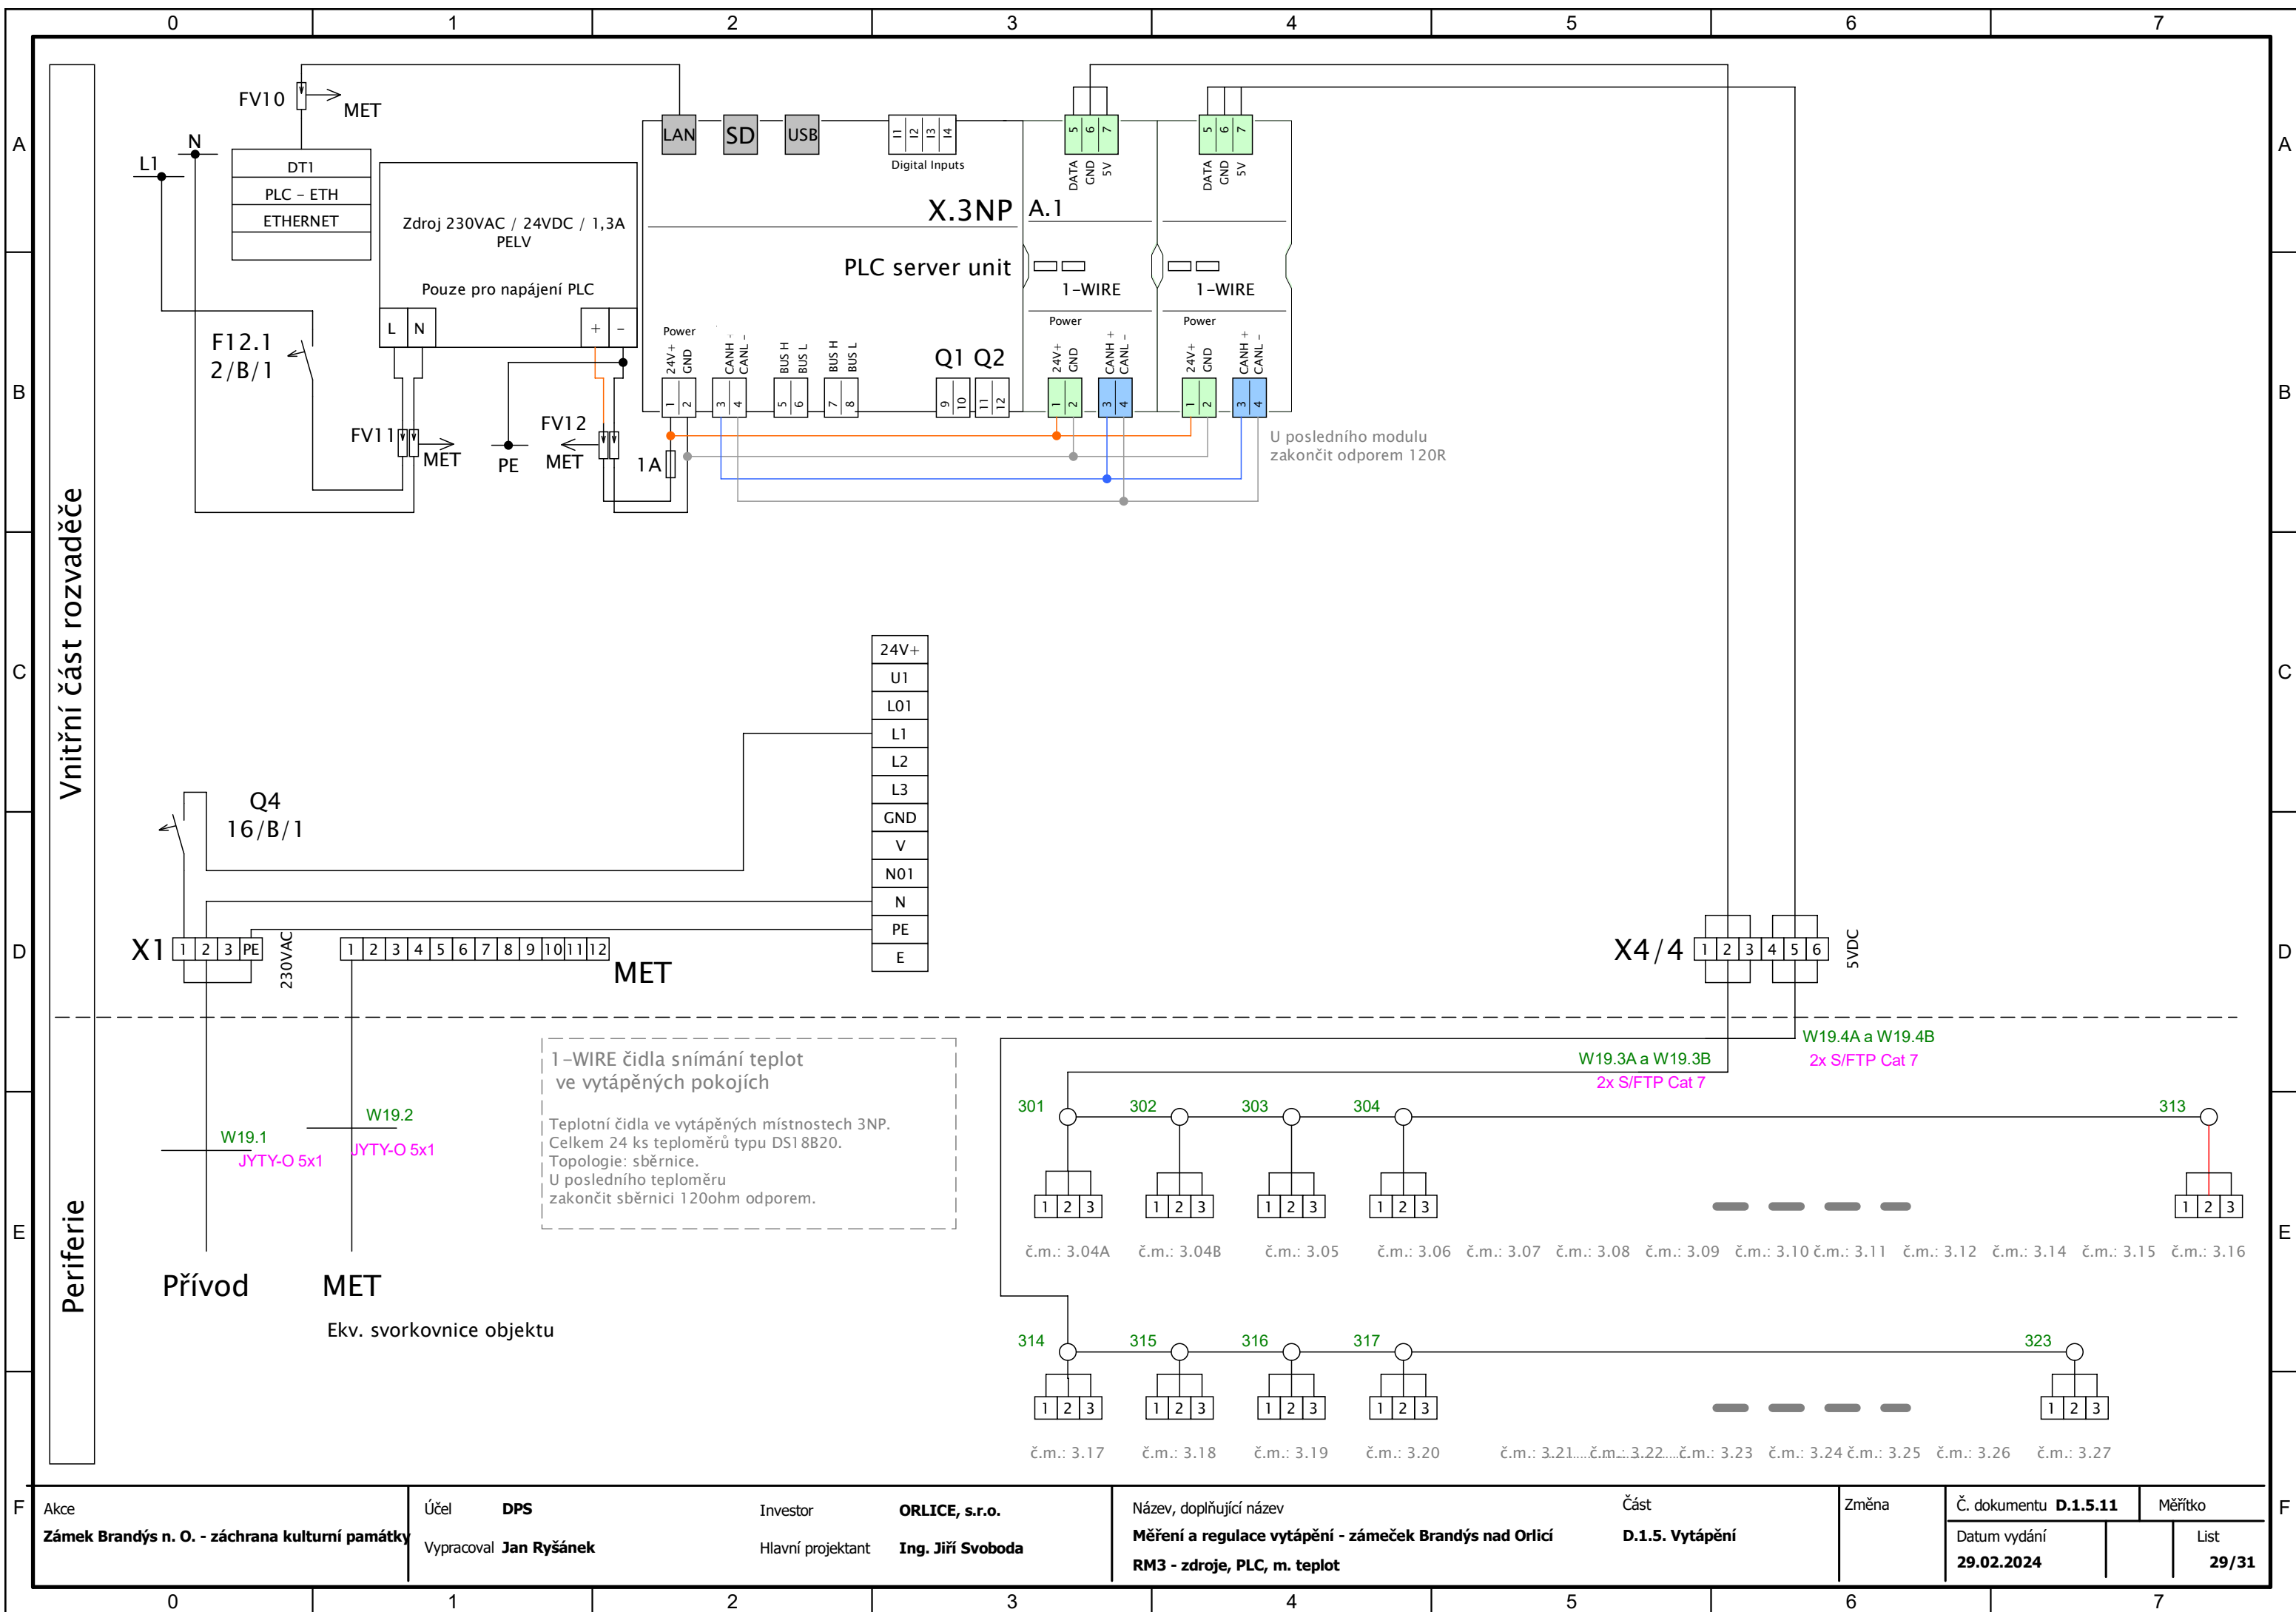 0 1 2 3 4 5 6 7
A A
B B
C C
D D
E E
F F
Vnitřní část rozvaděče
Periferie
FV10
MET
N
L1
DT1
PLC - ETH
ETHERNET
Zdroj 230VAC / 24VDC / 1,3A
PELV
Pouze pro napájení PLC
L N + -
F12.1
2/B/1
FV11
MET
PE
FV12
MET
1A
LAN SD USB
I1 I2 I3 I4
Digital Inputs
X.3NP
PLC server unit
Power
24V+ GND
CANL -
BUS H BUS L
BUS H BUS L
Q1 Q2
1 2 3 4 5 6 7 8 9 10 11 12
5 6 7
DATA GND 5V
A.1
1-WIRE
Power
24V+ GND CANH + CANL -
1 2 3 4
5 6 7
DATA GND 5V
1-WIRE
Power
24V+ GND CANH + CANL -
1 2 3 4
U posledního modulu
zakončit odporem 120R
24V+
U1
L01
L1
L2
L3
GND
V
N01
N
PE
E
Q4
16/B/1
X1 1 2 3 PE 230VAC
1 2 3 4 5 6 7 8 9 10 11 12
MET
X4/4 1 2 3 4 5 6 5VDC
W19.4A a W19.4B
2x S/FTP Cat 7
W19.3A a W19.3B
2x S/FTP Cat 7
W19.1
JYTY-O 5x1
W19.2
JYTY-O 5x1
Přívod
MET
Ekv. svorkovnice objektu
1-WIRE čidla snímání teplot
ve vytápěných pokojích
Teplotní čidla ve vytápěných místnostech 3NP.
Celkem 24 ks teploměrů typu DS18B20.
Topologie: sběrnice.
U posledního teploměru
zakončit sběrnici 120ohm odporem.
301 302 303 304 313
1 2 3 1 2 3 1 2 3 1 2 3 1 2 3
č.m.: 3.04A č.m.: 3.04B č.m.: 3.05 č.m.: 3.06 č.m.: 3.07 č.m.: 3.08 č.m.: 3.09 č.m.: 3.10 č.m.: 3.11 č.m.: 3.12 č.m.: 3.14 č.m.: 3.15 č.m.: 3.16
314 315 316 317 323
1 2 3 1 2 3 1 2 3 1 2 3 1 2 3
č.m.: 3.17 č.m.: 3.18 č.m.: 3.19 č.m.: 3.20 č.m.: 3.21 č.m.: 3.22 č.m.: 3.23 č.m.: 3.24 č.m.: 3.25 č.m.: 3.26 č.m.: 3.27
Akce
Zámek Brandýs n. O. - záchrana kulturní památky
Účel DPS
Vypracoval Jan Ryšánek
Investor ORLICE, s.r.o.
Hlavní projektant Ing. Jiří Svoboda
Název, doplňující název
Měření a regulace vytápění - zámeček Brandýs nad Orlicí
RM3 - zdroje, PLC, m. teplot
Část
D.1.5. Vytápění
Změna
Č. dokumentu D.1.5.11
Měřítko
Datum vydání
29.02.2024
List
29/31
0 1 2 3 4 5 6 7